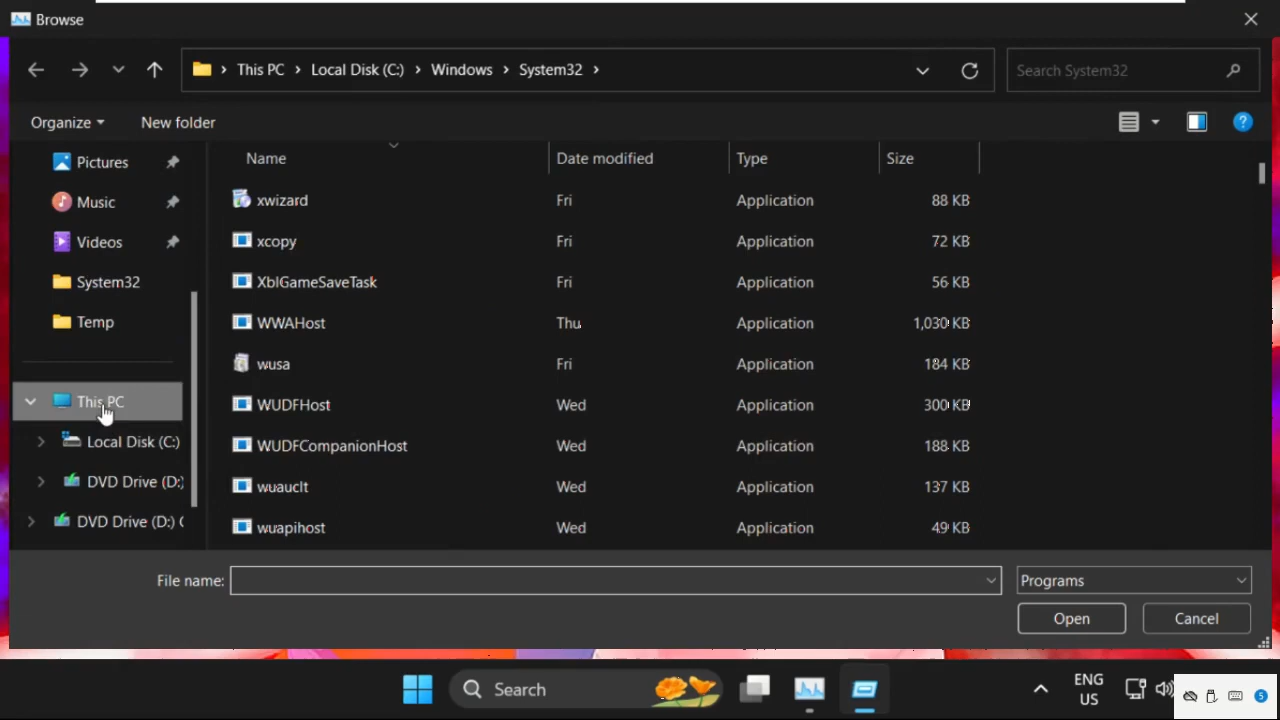 Browse
This PC > Local Disk (C:) > Windows > System32 >
Search System32
Organize
New folder
Name
Date modified
Type
Size
Pictures
Music
Videos
System32
Temp
This PC
Local Disk (C:)
DVD Drive (D:)
DVD Drive (D:) C
xwizard Fri Application 88 KB
xcopy Fri Application 72 KB
XblGameSaveTask Fri Application 56 KB
WWAHost Thu Application 1,030 KB
wusa Fri Application 184 KB
WUDFHost Wed Application 300 KB
WUDFCompanionHost Wed Application 188 KB
wuauclt Wed Application 137 KB
wuapihost Wed Application 49 KB
File name:
Programs
Open
Cancel
Search
ENG
US
5